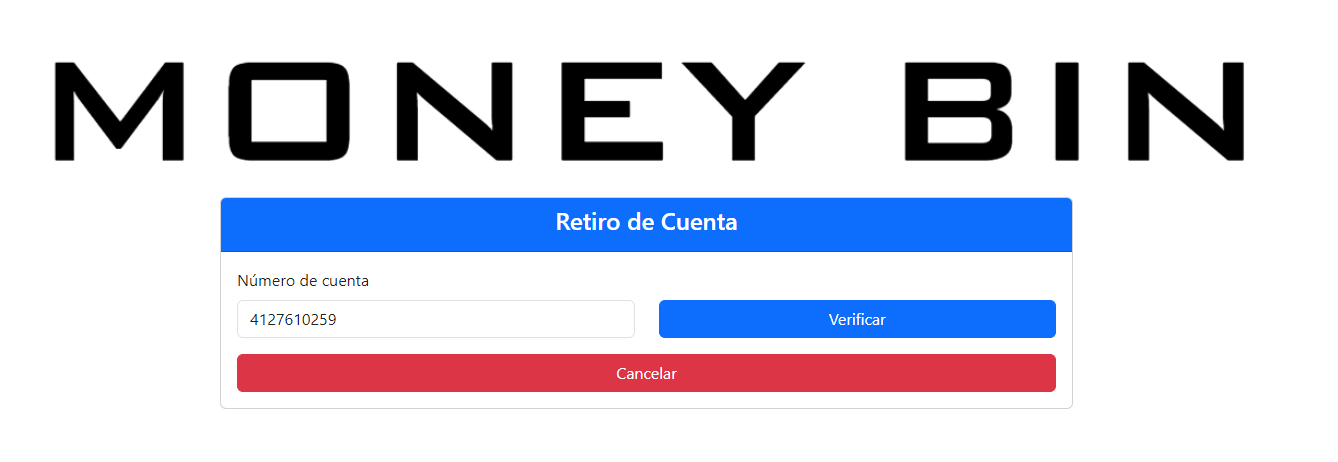 MONEY BIN
Retiro de Cuenta
Número de cuenta
4127610259
Verificar
Cancelar